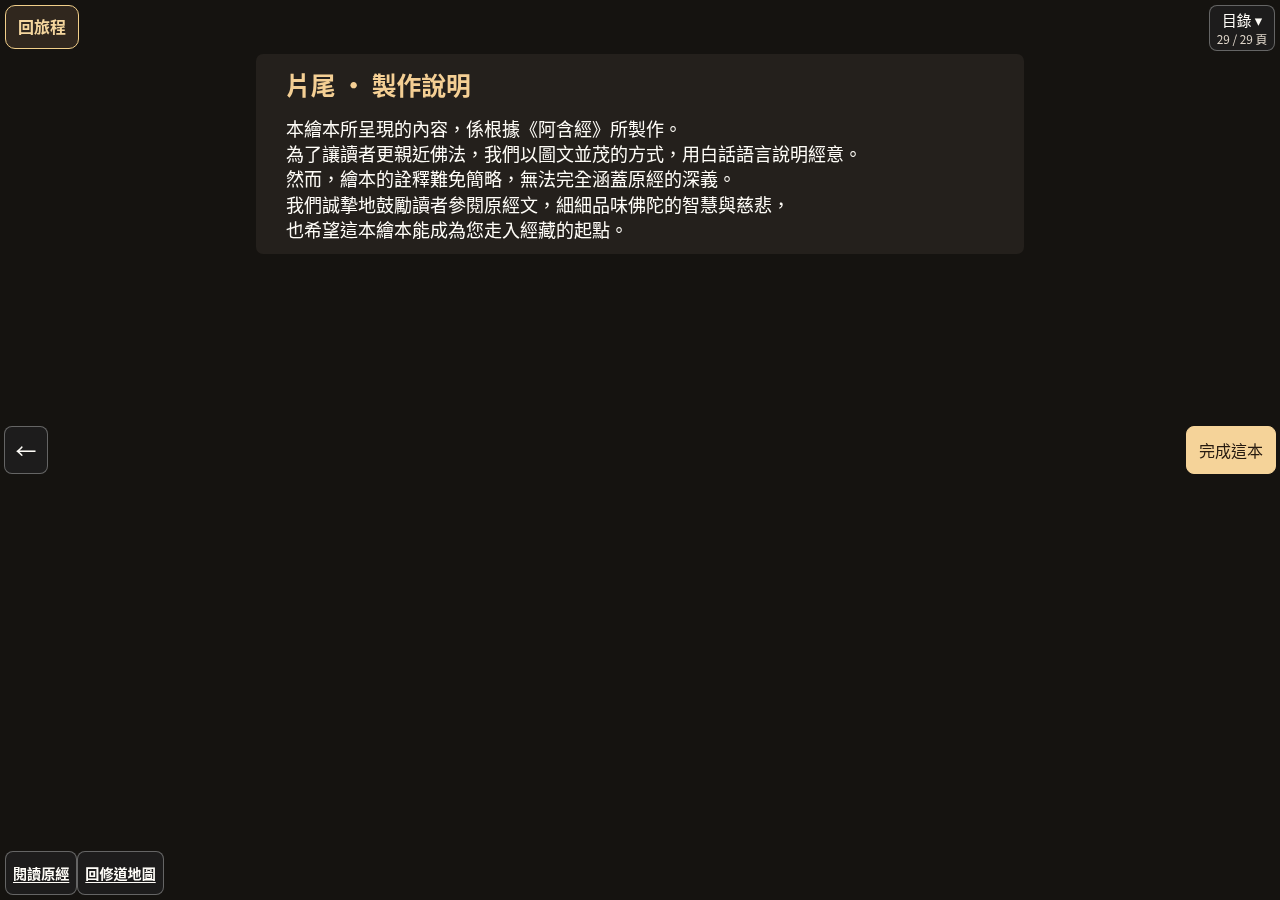 回旅程
目錄 ▾
29 / 29 頁
片尾 ・ 製作說明
本繪本所呈現的內容，係根據《阿含經》所製作。
為了讓讀者更親近佛法，我們以圖文並茂的方式，用白話語言說明經意。
然而，繪本的詮釋難免簡略，無法完全涵蓋原經的深義。
我們誠摯地鼓勵讀者參閱原經文，細細品味佛陀的智慧與慈悲，
也希望這本繪本能成為您走入經藏的起點。
←
完成這本
閱讀原經
回修道地圖